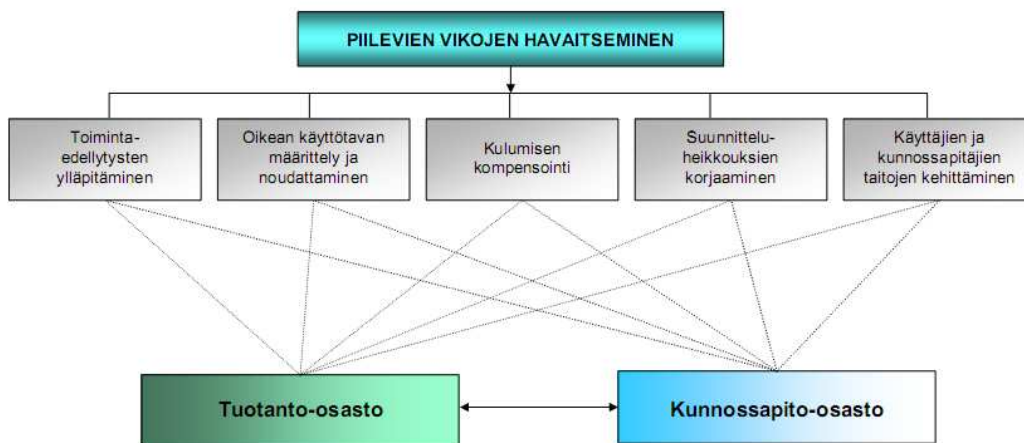 PIILEVIEN VIKOJEN HAVAITSEMINEN
Toiminta-
edellytysten
ylläpitäminen
Oikean käyttötavan
määrittely ja
noudattaminen
Kulumisen
kompensointi
Suunnittelu-
heikkouksien
korjaaminen
Käyttäjien ja
kunnossapitäjien
taitojen kehittäminen
Tuotanto-osasto
Kunnossapito-osasto